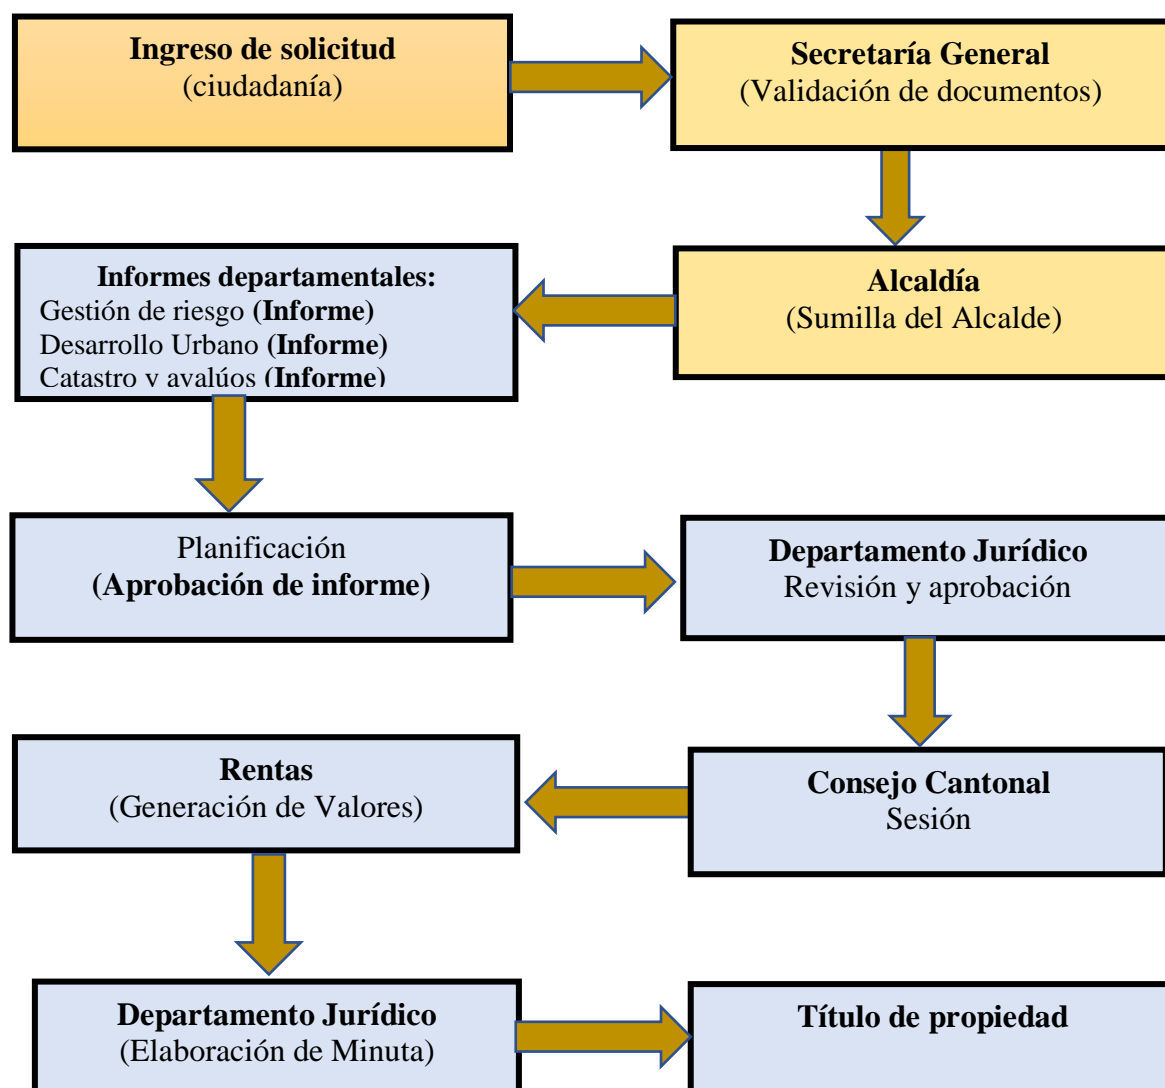 Ingreso de solicitud
(ciudadanía)
Secretaría General
(Validación de documentos)
Alcaldía
(Sumilla del Alcalde)
Informes departamentales:
Gestión de riesgo (Informe)
Desarrollo Urbano (Informe)
Catastro y avalúos (Informe)
Planificación
(Aprobación de informe)
Departamento Jurídico
Revisión y aprobación
Consejo Cantonal
Sesión
Rentas
(Generación de Valores)
Departamento Jurídico
(Elaboración de Minuta)
Título de propiedad